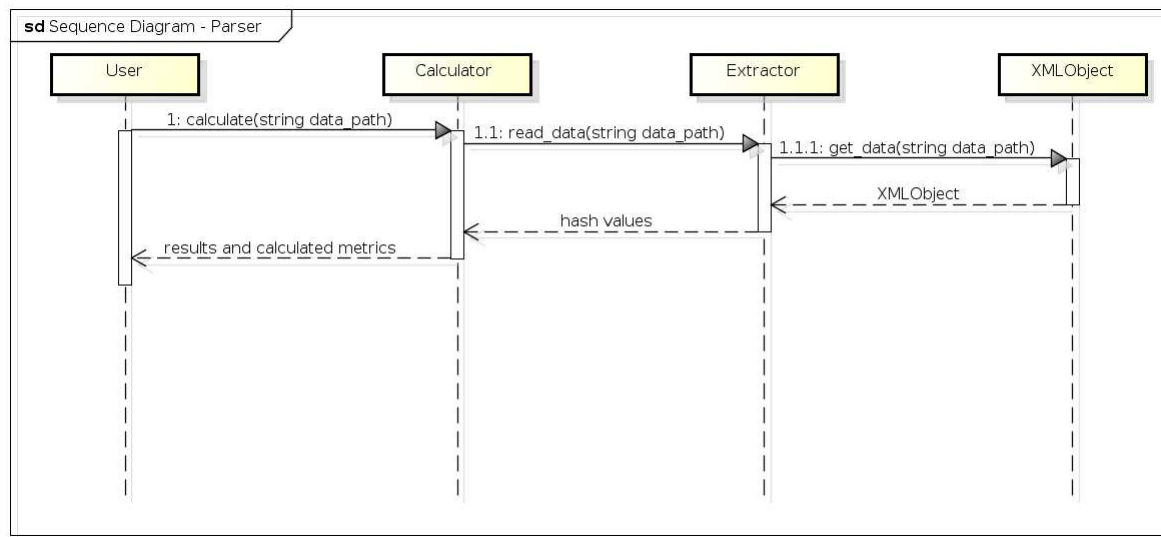 sd Sequence Diagram - Parser
User
Calculator
Extractor
XMLObject
1: calculate(string data_path)
1.1: read_data(string data_path)
1.1.1: get_data(string data_path)
XMLObject
hash values
results and calculated metrics